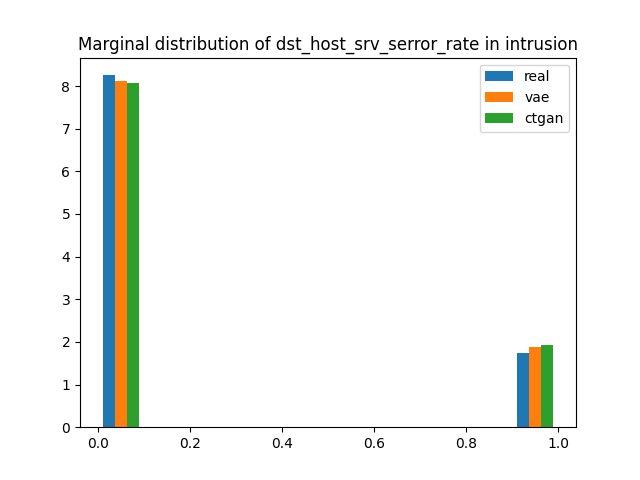 Marginal distribution of dst_host_srv_serror_rate in intrusion
real
vae
ctgan
8
7
6
5
4
3
2
1
0
0.0 0.2 0.4 0.6 0.8 1.0